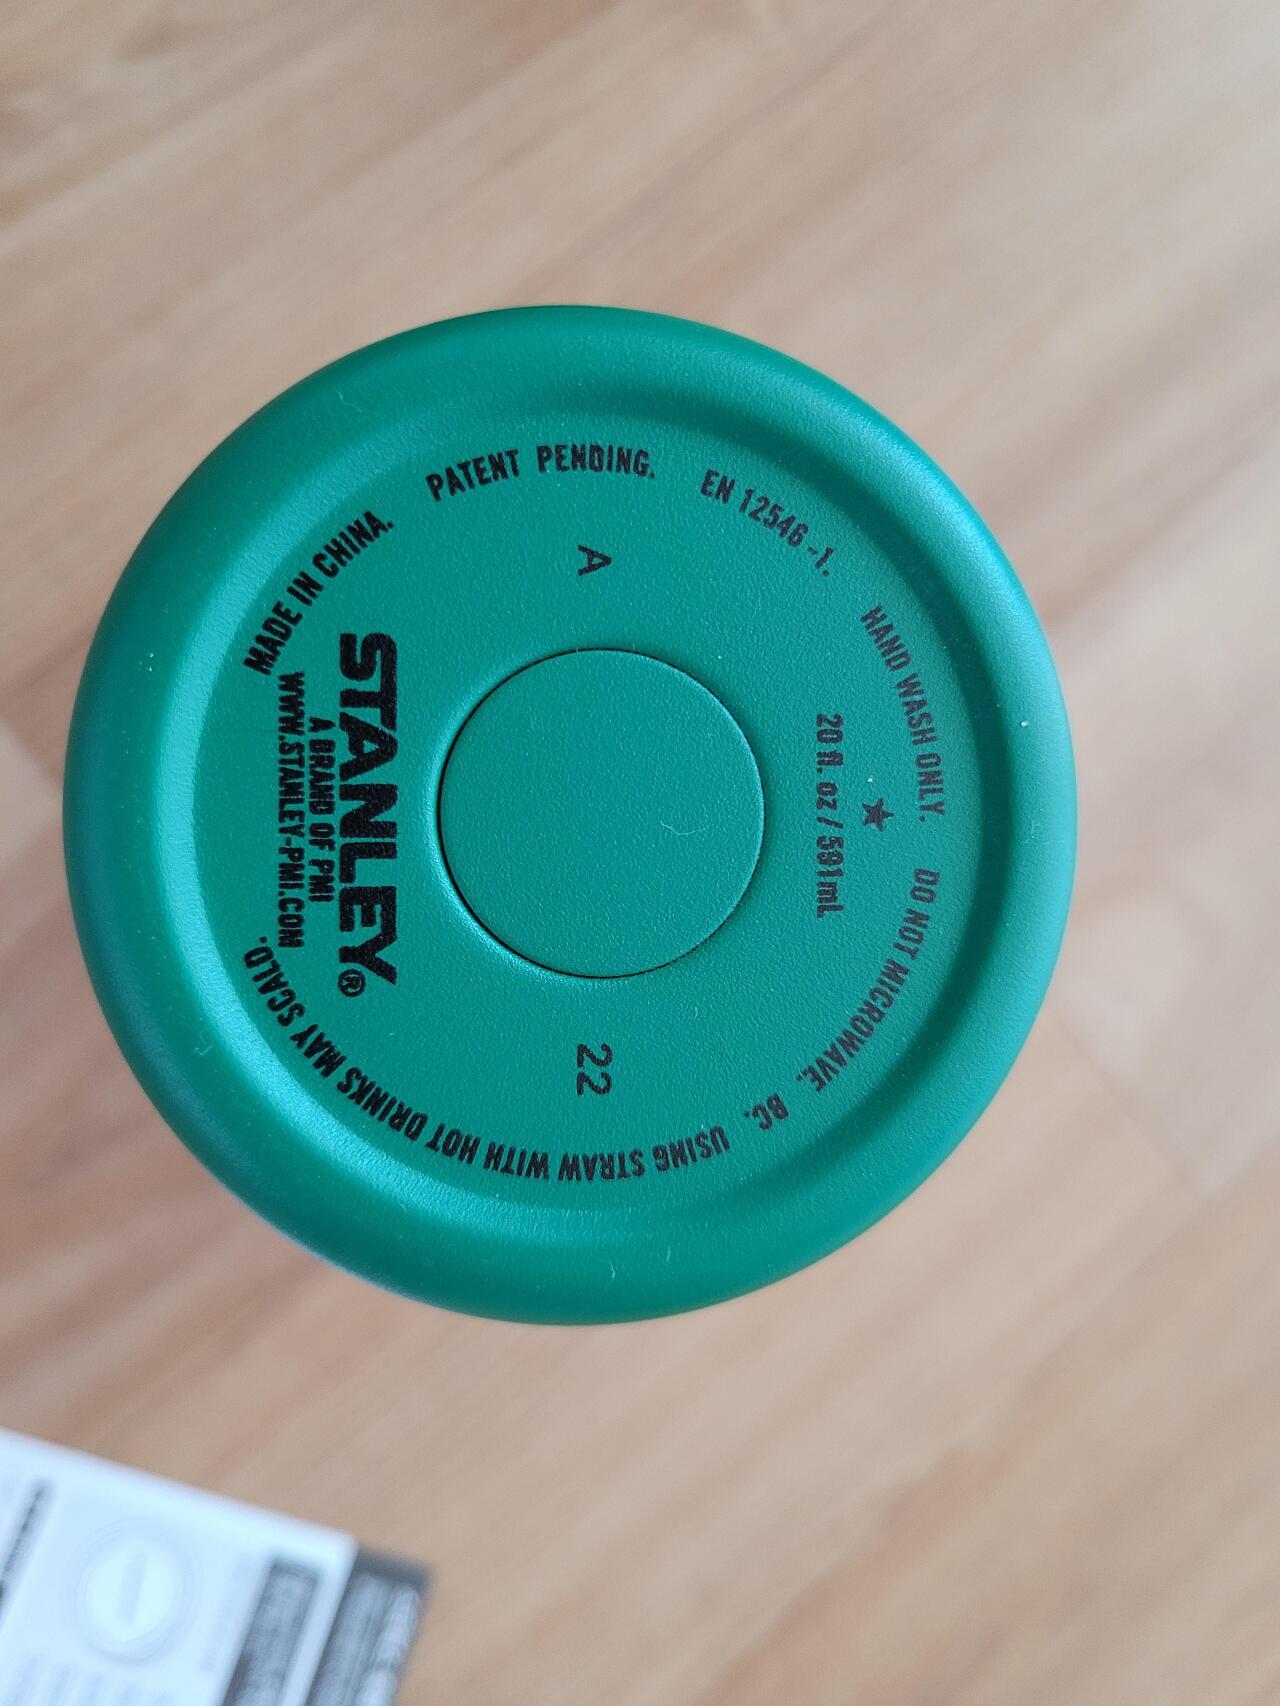 MADE IN CHINA. PATENT PENDING. EN 12546 -1. HAND WASH ONLY. DO NOT MICROWAVE. BC. USING STRAW WITH HOT DRINKS MAY SCALD.
A
20 fl. oz / 591mL
22
STANLEY®
A BRAND OF PMI
WWW.STANLEY-PMI.COM